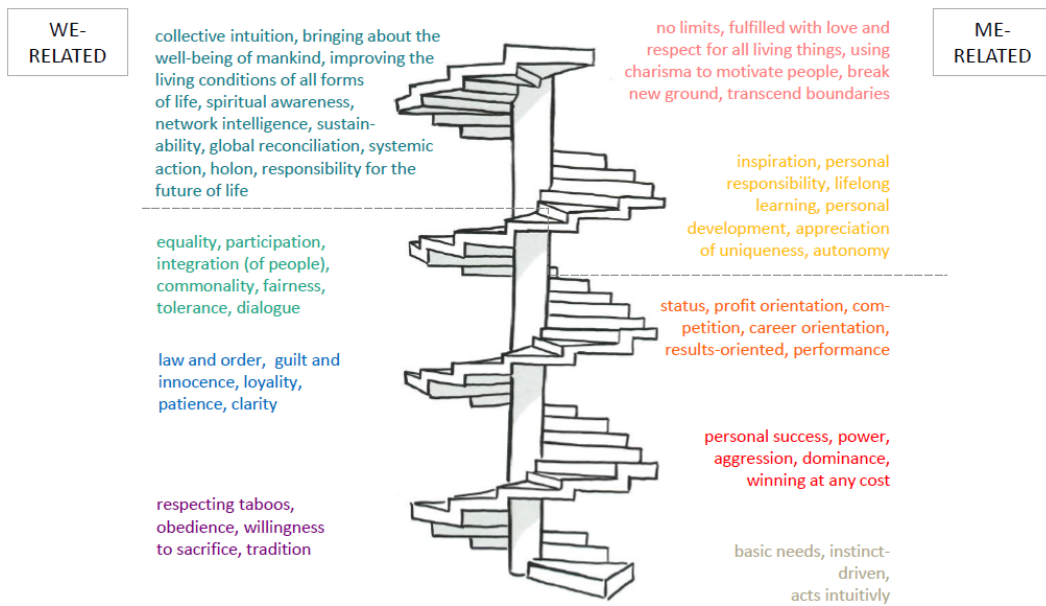 WE-
RELATED
collective intuition, bringing about the
well-being of mankind, improving the
living conditions of all forms
of life, spiritual awareness,
network intelligence, sustain-
ability, global reconciliation, systemic
action, holon, responsibility for the
future of life
equality, participation,
integration (of people),
commonality, fairness,
tolerance, dialogue
law and order,  guilt and
innocence, loyality,
patience, clarity
respecting taboos,
obedience, willingness
to sacrifice, tradition
ME-
RELATED
no limits, fulfilled with love and
respect for all living things, using
charisma to motivate people, break
new ground, transcend boundaries
inspiration, personal
responsibility, lifelong
learning, personal
development, appreciation
of uniqueness, autonomy
status, profit orientation, com-
petition, career orientation,
results-oriented, performance
personal success, power,
aggression, dominance,
winning at any cost
basic needs, instinct-
driven,
acts intuitivly